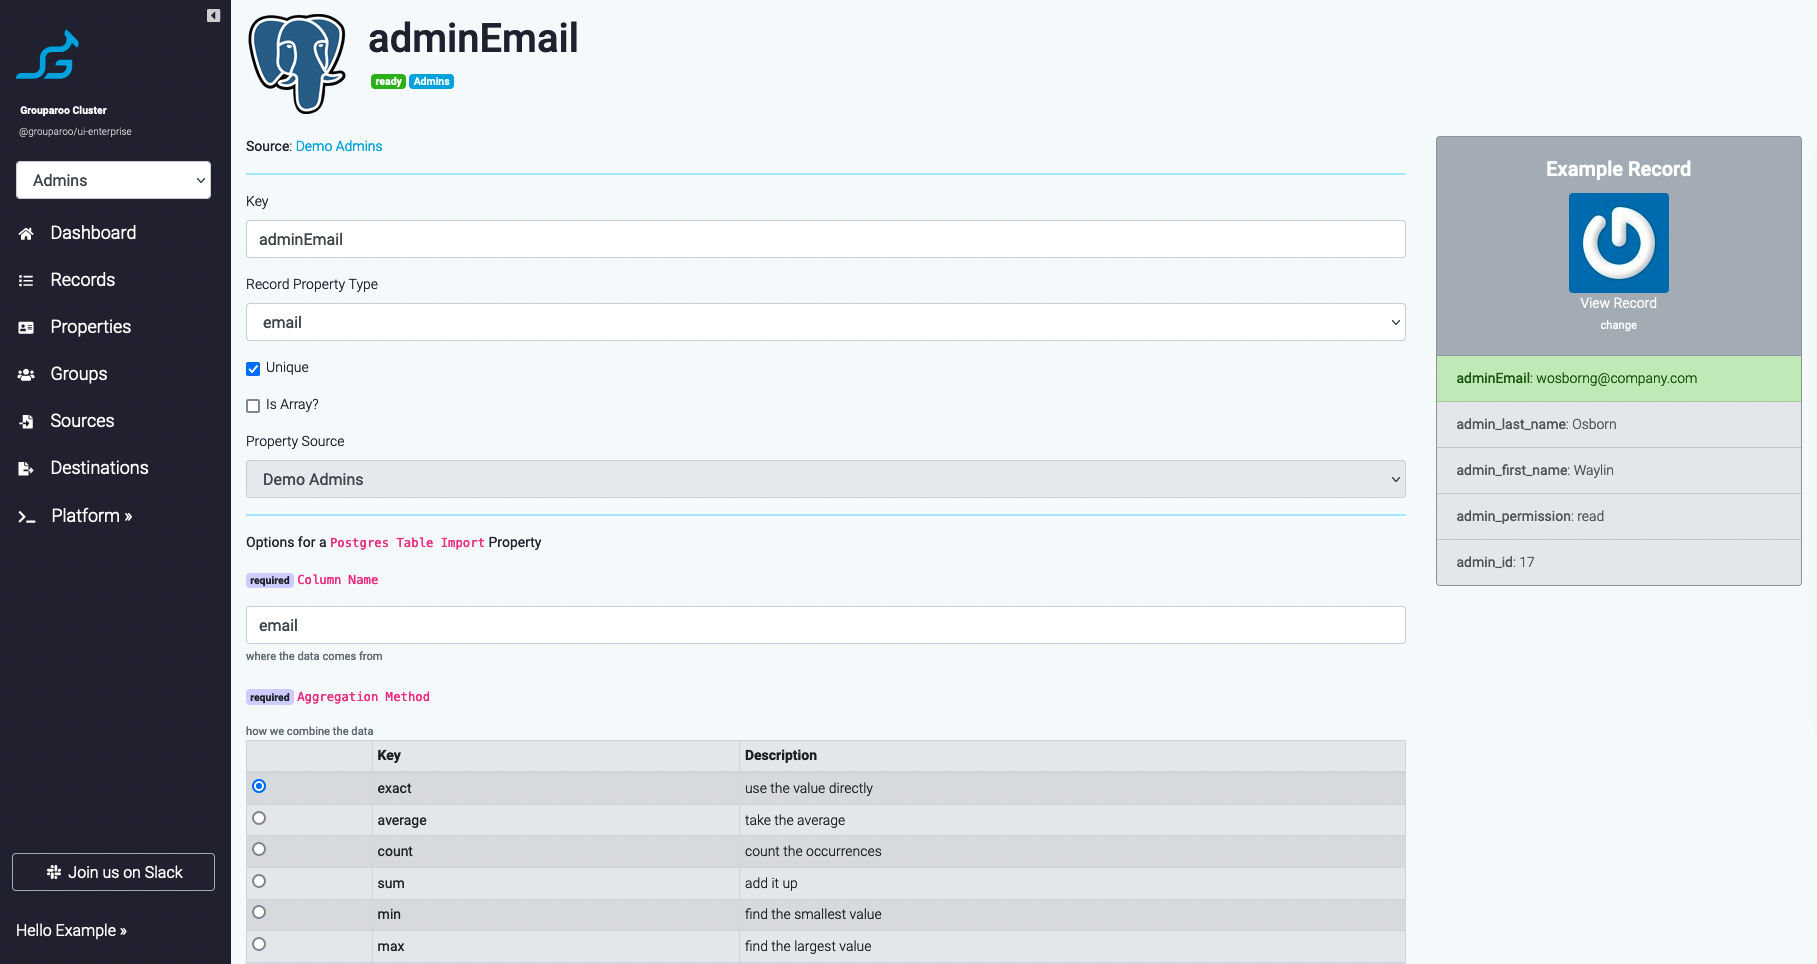 Grouparoo Cluster
@grouparoo/ui-enterprise
Admins
Dashboard
Records
Properties
Groups
Sources
Destinations
Platform »
Join us on Slack
Hello Example »
adminEmail
ready Admins
Source: Demo Admins
Key
adminEmail
Record Property Type
email
Unique
Is Array?
Property Source
Demo Admins
Options for a Postgres Table Import Property
required Column Name
email
where the data comes from
required Aggregation Method
how we combine the data
Key Description
exact use the value directly
average take the average
count count the occurrences
sum add it up
min find the smallest value
max find the largest value
Example Record
View Record
change
adminEmail: wosborng@company.com
admin_last_name: Osborn
admin_first_name: Waylin
admin_permission: read
admin_id: 17